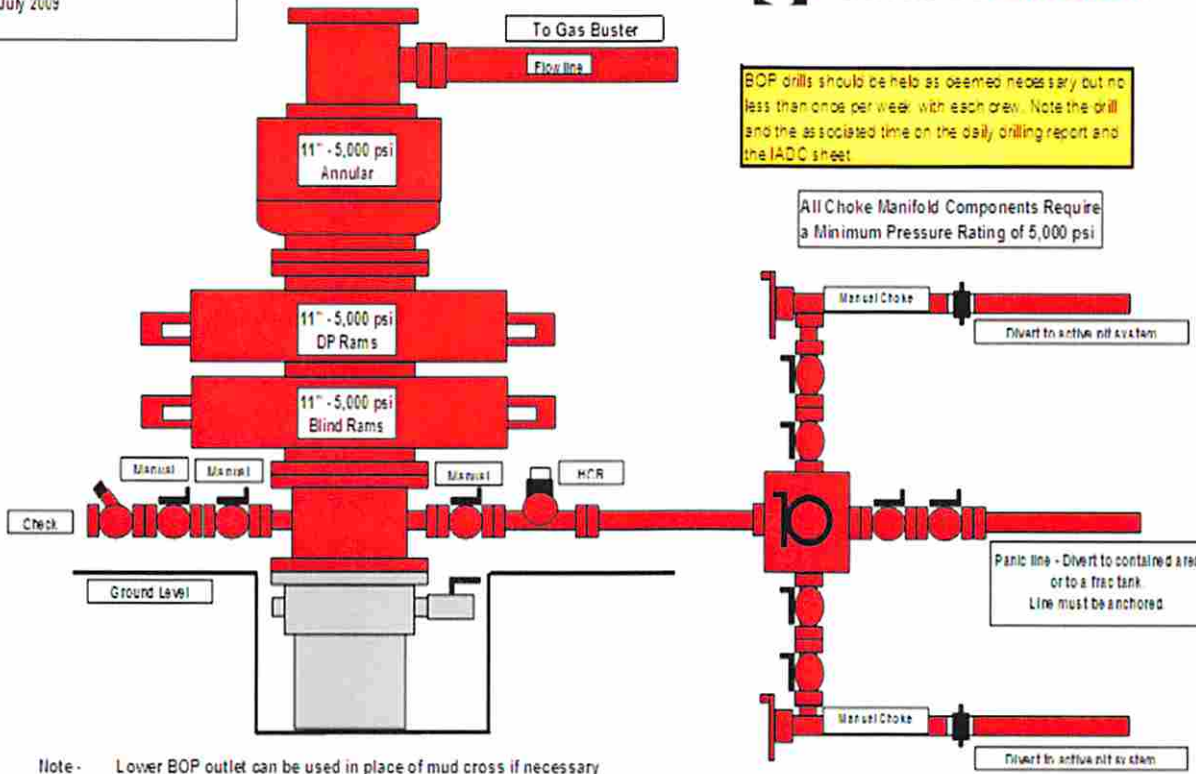 July 2009
To Gas Buster
Flow line
BOP drills should be held as deemed necessary but no
less than once per week with each crew. Note the drill
and the associated time on the daily drilling report and
the IADC sheet
11" - 5,000 psi
Annular
All Choke Manifold Components Require
a Minimum Pressure Rating of 5,000 psi
Manual Choke
Divert to active pit system
11" - 5,000 psi
DP Rams
11" - 5,000 psi
Blind Rams
Manual
Manual
Manual
HCR
Check
Panic line - Divert to contained area
or to a frac tank.
Line must be anchored.
Ground Level
Manual Choke
Divert to active pit system
Note - Lower BOP outlet can be used in place of mud cross if necessary